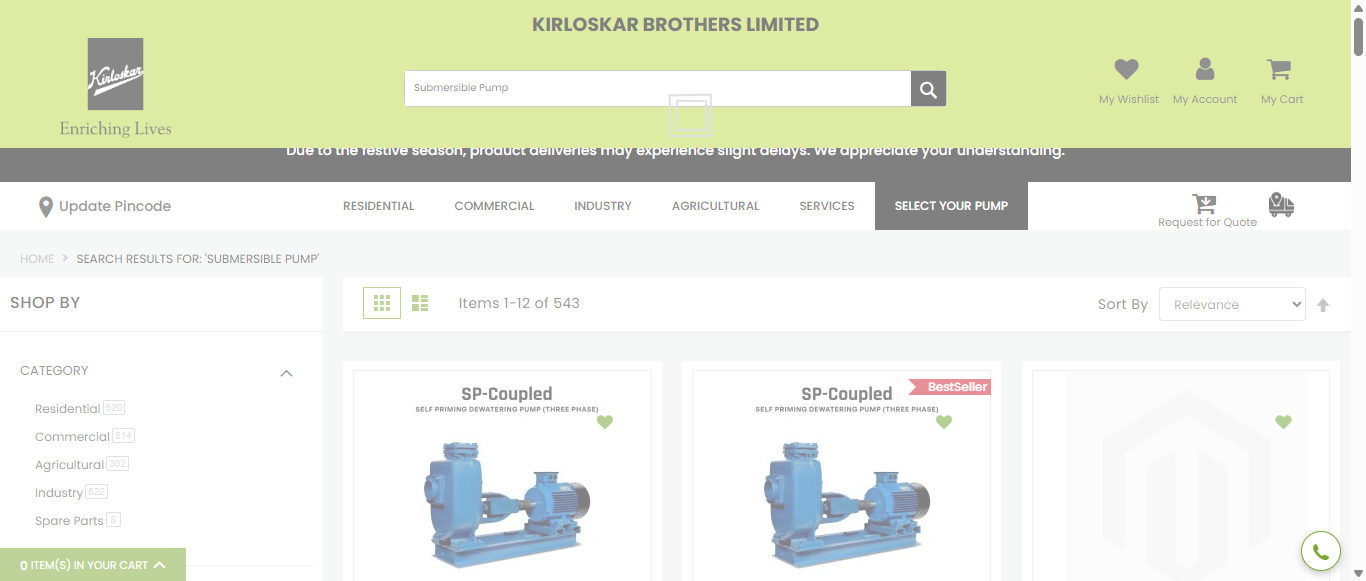 KIRLOSKAR BROTHERS LIMITED
Kirloskar
Enriching Lives
Submersible Pump
My Wishlist
My Account
My Cart
Due to the festive season, product deliveries may experience slight delays. We appreciate your understanding.
Update Pincode
RESIDENTIAL
COMMERCIAL
INDUSTRY
AGRICULTURAL
SERVICES
SELECT YOUR PUMP
Request for Quote
HOME > SEARCH RESULTS FOR: 'SUBMERSIBLE PUMP'
SHOP BY
Items 1-12 of 543
Sort By
Relevance
CATEGORY
Residential 520
Commercial 514
Agricultural 302
Industry 522
Spare Parts 8
SP-Coupled
SELF PRIMING DEWATERING PUMP (THREE PHASE)
BestSeller
SP-Coupled
SELF PRIMING DEWATERING PUMP (THREE PHASE)
0 ITEM(S) IN YOUR CART